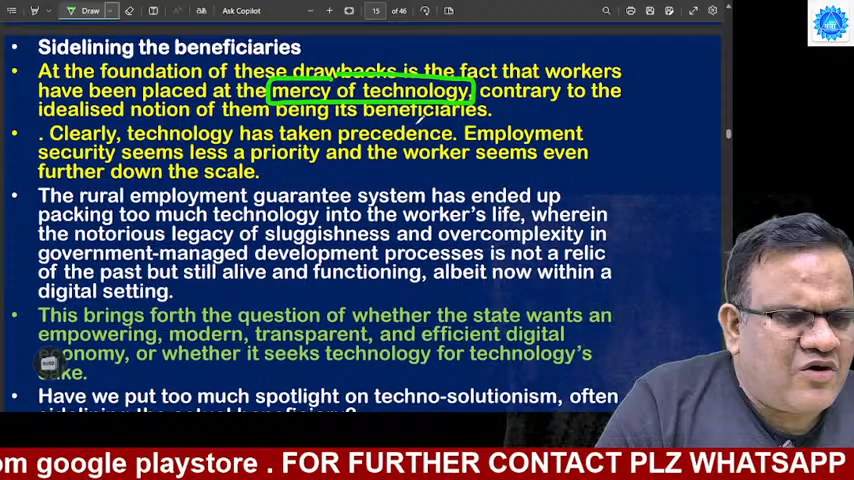 Draw
Ask Copilot
15
of 46
• Sidelining the beneficiaries
• At the foundation of these drawbacks is the fact that workers
have been placed at the mercy of technology, contrary to the
idealised notion of them being its beneficiaries.
• . Clearly, technology has taken precedence. Employment
security seems less a priority and the worker seems even
further down the scale.
• The rural employment guarantee system has ended up
packing too much technology into the worker's life, wherein
the notorious legacy of sluggishness and overcomplexity in
government-managed development processes is not a relic
of the past but still alive and functioning, albeit now within a
digital setting.
• This brings forth the question of whether the state wants an
empowering, modern, transparent, and efficient digital
economy, or whether it seeks technology for technology's
sake.
• Have we put too much spotlight on techno-solutionism, often
sidelining the actual beneficiary?
om google playstore . FOR FURTHER CONTACT PLZ WHATSAPP